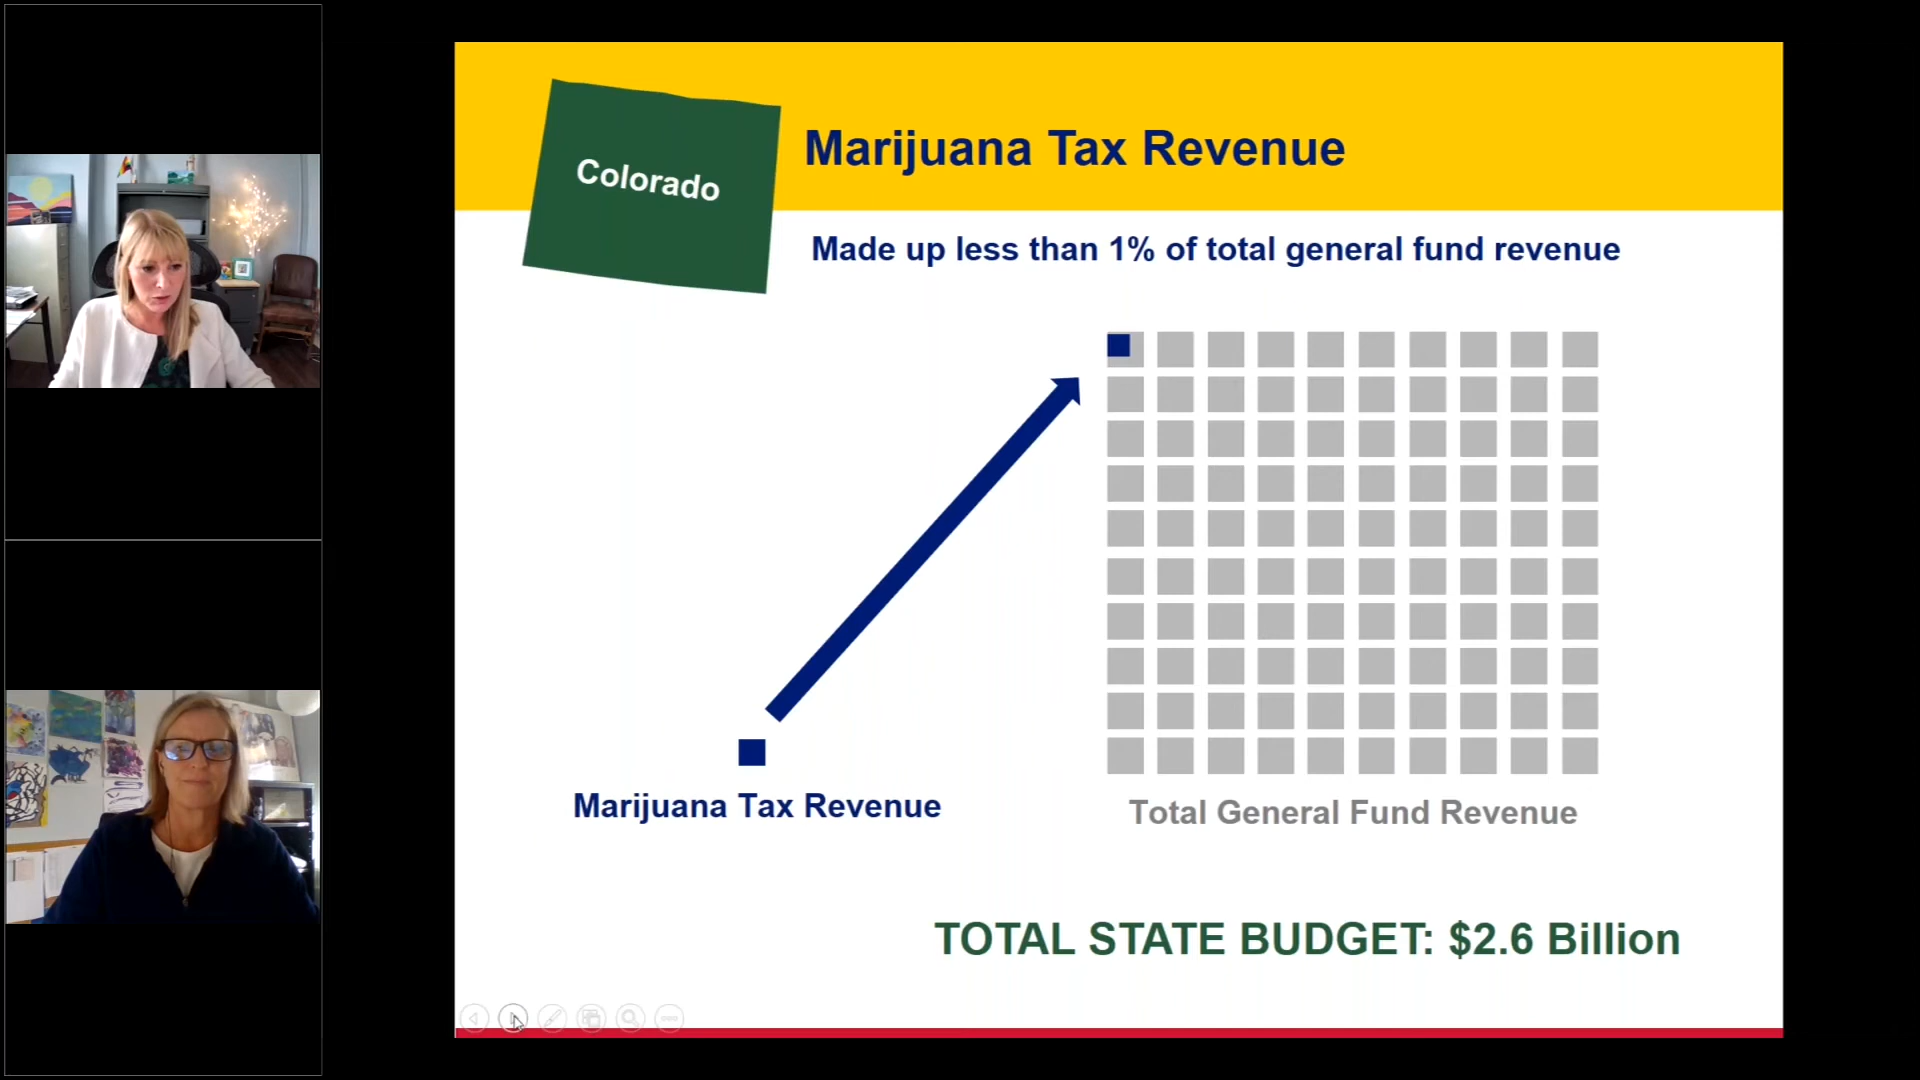 Colorado
Marijuana Tax Revenue
Made up less than 1% of total general fund revenue
Marijuana Tax Revenue
Total General Fund Revenue
TOTAL STATE BUDGET: $2.6 Billion